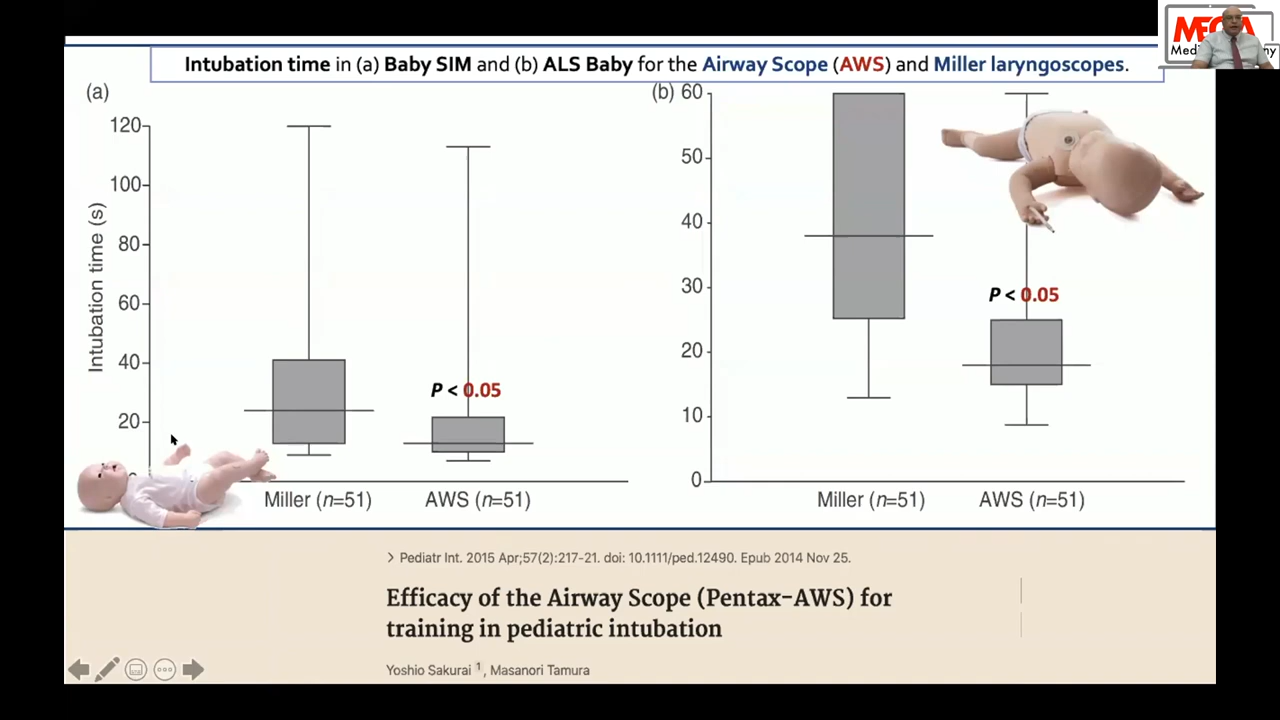 MEGA
Medi ny
Intubation time in (a) Baby SIM and (b) ALS Baby for the Airway Scope (AWS) and Miller laryngoscopes.
(a)
Intubation time (s)
120
100
80
60
40
20
P < 0.05
Miller (n=51)
AWS (n=51)
(b)
60
50
40
30
20
10
0
P < 0.05
Miller (n=51)
AWS (n=51)
> Pediatr Int. 2015 Apr;57(2):217-21. doi: 10.1111/ped.12490. Epub 2014 Nov 25.
Efficacy of the Airway Scope (Pentax-AWS) for
training in pediatric intubation
Yoshio Sakurai 1, Masanori Tamura